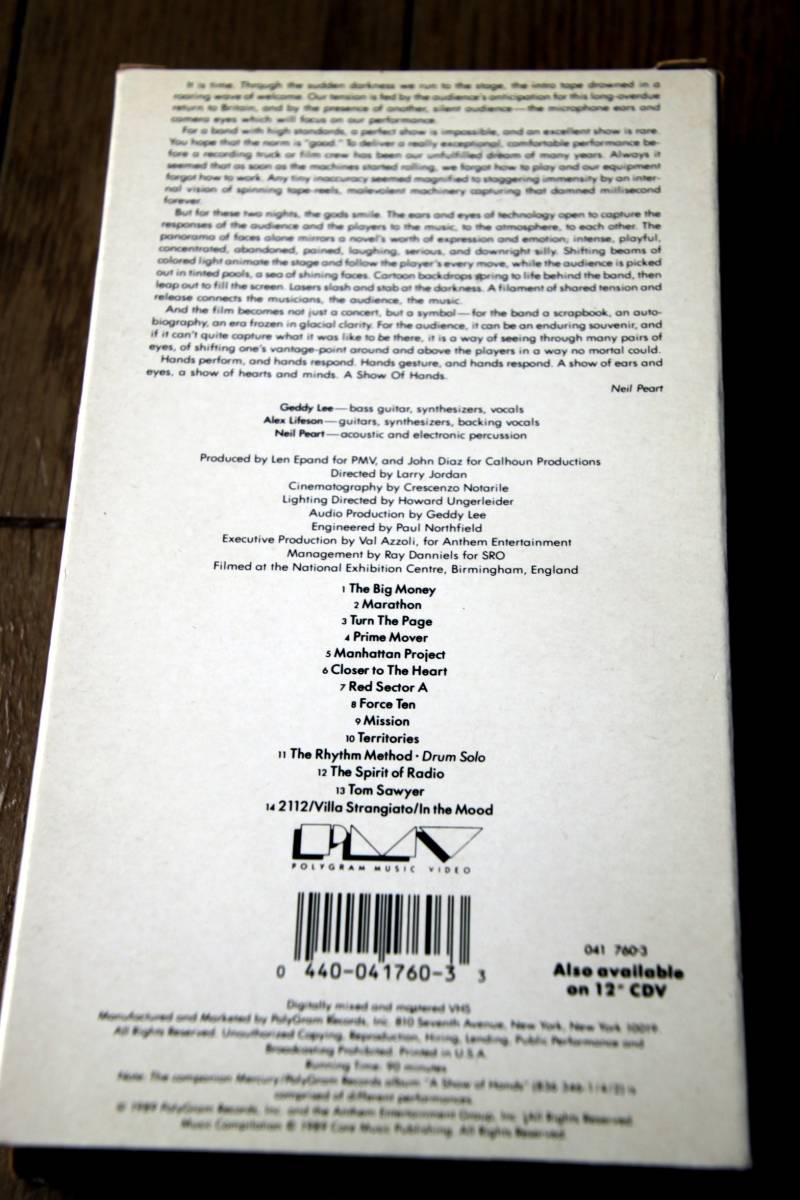 It is time. Through the sudden darkness we run to the stage, the intro tape drowned in a
roaring wave of welcome. Our tension is fed by the audience's anticipation for this long-overdue
return to Britain, and by the presence of another, silent audience—the microphone ears and
camera eyes which will focus on our performance.
For a band with high standards, a perfect show is impossible, and an excellent show is rare.
You hope that the norm is "good." To deliver a really exceptional, comfortable performance be-
fore a recording truck or film crew has been our unfulfilled dream of many years. Always it
seemed that as soon as the machines started rolling, we forgot how to play and our equipment
forgot how to work. Any tiny inaccuracy seemed magnified to staggering immensity by an inter-
nal vision of spinning tape-reels, malevolent machinery capturing that damned millisecond
forever.
But for these two nights, the gods smile. The ears and eyes of technology open to capture the
responses of the audience and the players to the music, to the atmosphere, to each other. The
panorama of faces alone mirrors a novel's worth of expression and emotion; intense, playful,
concentrated, abandoned, pained, laughing, serious, and downright silly. Shifting beams of
colored light animate the stage and follow the player's every move, while the audience is picked
out in tinted pools, a sea of shining faces. Cartoon backdrops spring to life behind the band, then
leap out to fill the screen. Lasers slash and stab at the darkness. A filament of shared tension and
release connects the musicians, the audience, the music.
And the film becomes not just a concert, but a symbol—for the band a scrapbook, an auto-
biography, an era frozen in glacial clarity. For the audience, it can be an enduring souvenir, and
if it can't quite capture what it was like to be there, it is a way of seeing through many pairs of
eyes, of shifting one's vantage-point around and above the players in a way no mortal could.
Hands perform, and hands respond. Hands gesture, and hands respond. A show of ears and
eyes, a show of hearts and minds. A Show Of Hands.
Neil Peart
Geddy Lee—bass guitar, synthesizers, vocals
Alex Lifeson—guitars, synthesizers, backing vocals
Neil Peart—acoustic and electronic percussion
Produced by Len Epand for PMV, and John Diaz for Calhoun Productions
Directed by Larry Jordan
Cinematography by Crescenzo Notarile
Lighting Directed by Howard Ungerleider
Audio Production by Geddy Lee
Engineered by Paul Northfield
Executive Production by Val Azzoli, for Anthem Entertainment
Management by Ray Danniels for SRO
Filmed at the National Exhibition Centre, Birmingham, England
1 The Big Money
2 Marathon
3 Turn The Page
4 Prime Mover
5 Manhattan Project
6 Closer to The Heart
7 Red Sector A
8 Force Ten
9 Mission
10 Territories
11 The Rhythm Method · Drum Solo
12 The Spirit of Radio
13 Tom Sawyer
14 2112/Villa Strangiato/In the Mood
PMV
POLYGRAM MUSIC VIDEO
0 440-041760-3 3
041 760-3
Also available
on 12" CDV
Digitally mixed and mastered VHS
Manufactured and Marketed by PolyGram Records, Inc. 810 Seventh Avenue, New York, New York 10019.
All Rights Reserved. Unauthorized Copying, Reproduction, Hiring, Lending, Public Performance and
Broadcasting Prohibited. Printed in U.S.A.
Running Time: 90 minutes
Note: The companion Mercury/PolyGram Records album "A Show of Hands" (836 346-1/4/2) is
comprised of different performances.
© 1989 PolyGram Records, Inc. and the Anthem Entertainment Group, Inc. All Rights Reserved.
Music Compilation © 1989 Core Music Publishing. All Rights Reserved.